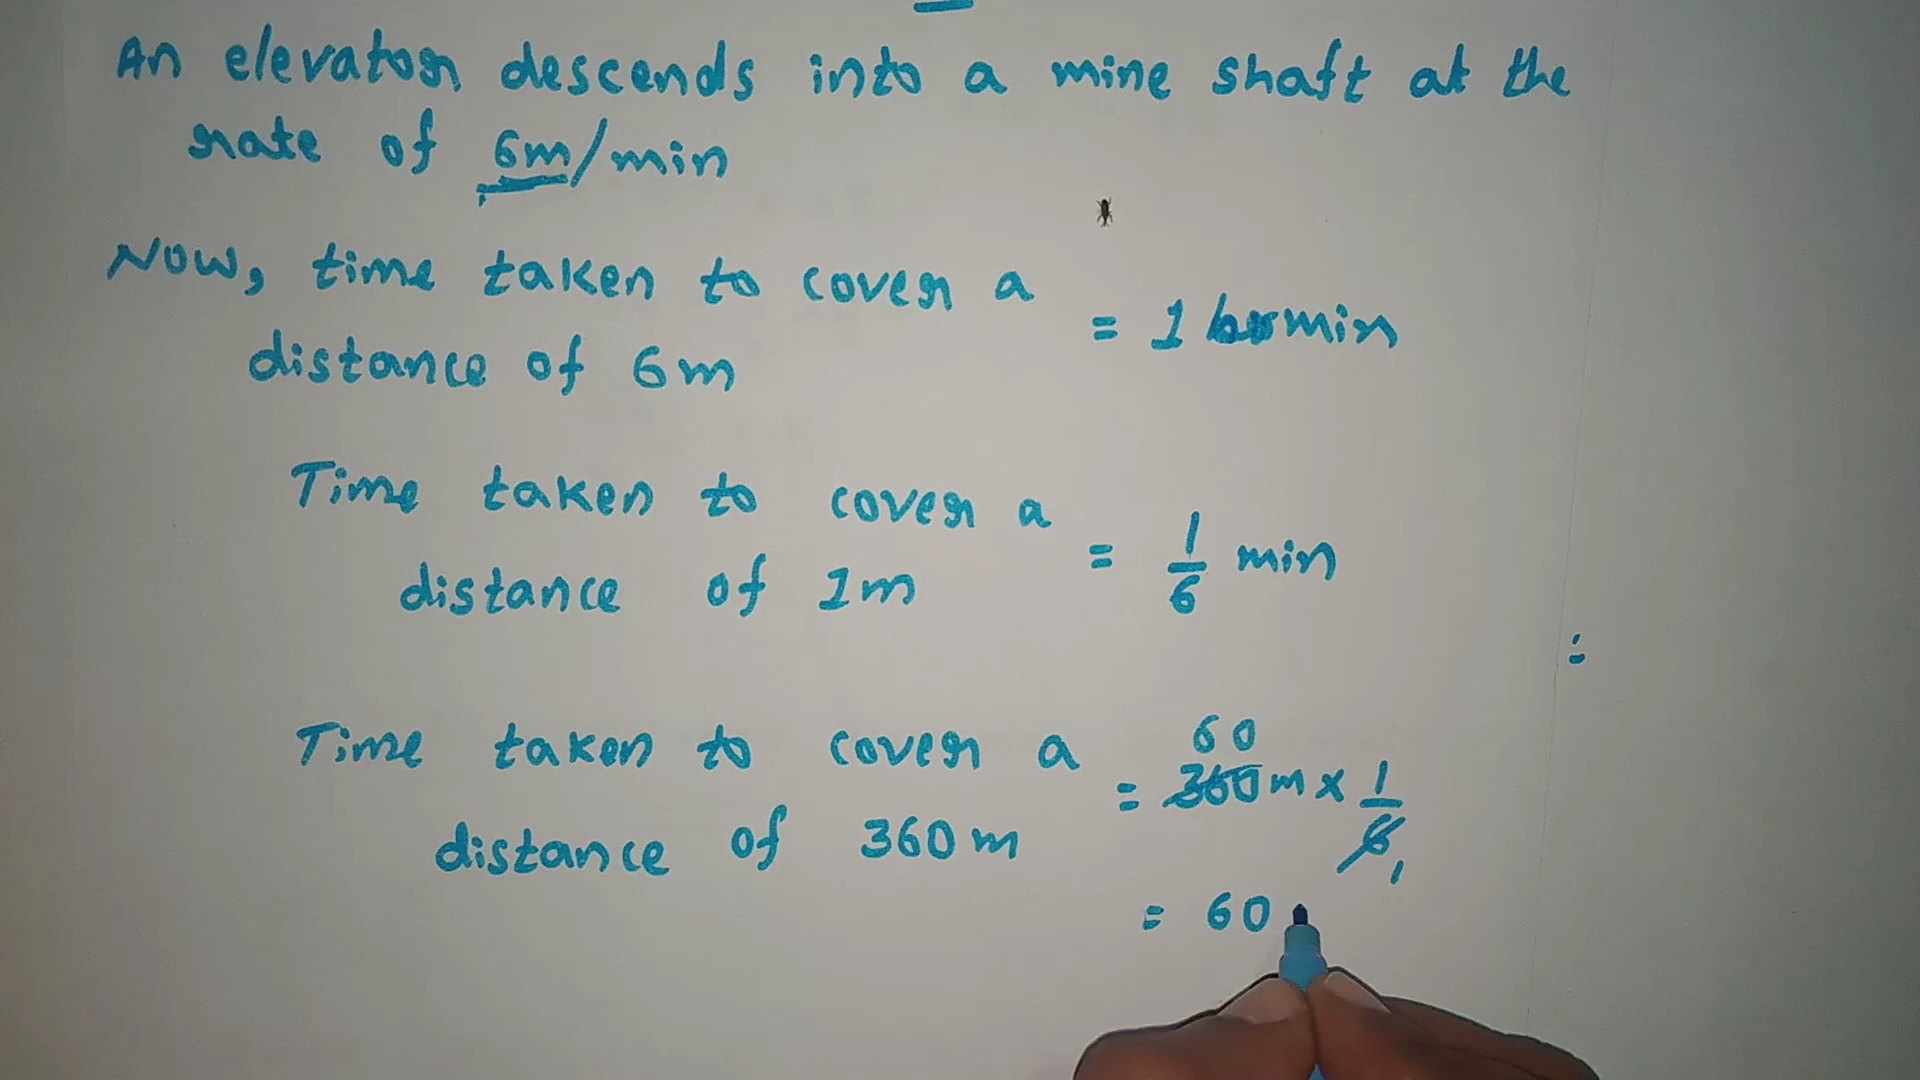 An elevator descends into a mine shaft at the
rate of 6m/min
Now, time taken to cover a
distance of 6m
= 1 min
Time taken to cover a
distance of 1m
= 1/6 min
Time taken to cover a
distance of 360m
60
= 360m x 1/6
1
= 60